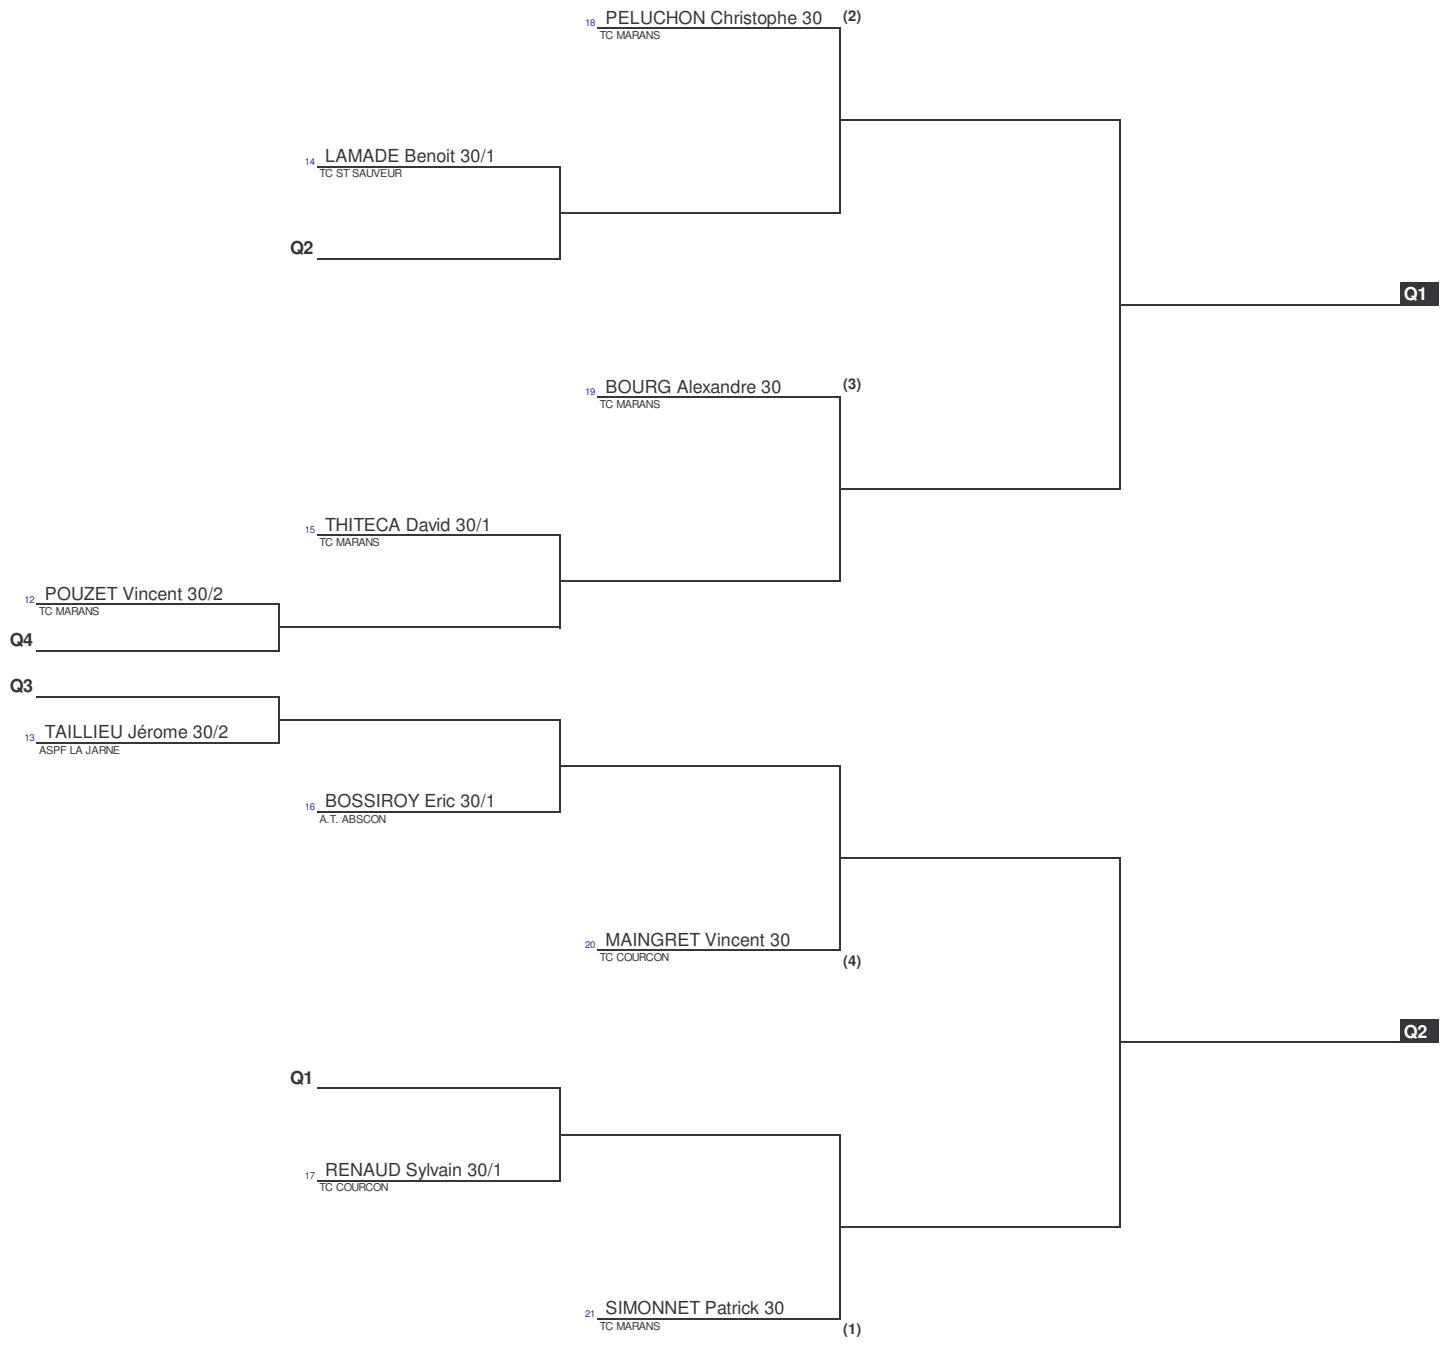 18 PELUCHON Christophe 30 (2)
TC MARANS
14 LAMADE Benoit 30/1
TC ST SAUVEUR
Q2
Q1
19 BOURG Alexandre 30 (3)
TC MARANS
15 THITECA David 30/1
TC MARANS
12 POUZET Vincent 30/2
TC MARANS
Q4
Q3
13 TAILLIEU Jérome 30/2
ASPF LA JARNE
16 BOSSIROY Eric 30/1
A.T. ABSCON
20 MAINGRET Vincent 30
TC COURCON (4)
Q2
Q1
17 RENAUD Sylvain 30/1
TC COURCON
21 SIMONNET Patrick 30
TC MARANS (1)